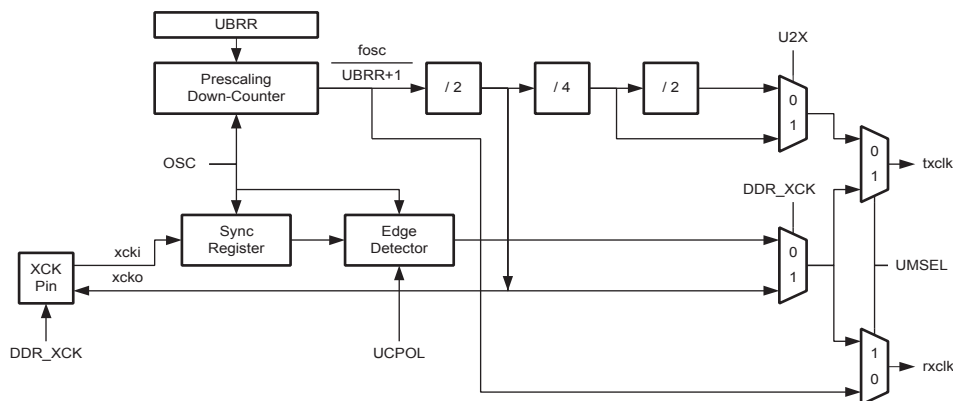 UBRR
fosc
UBRR+1
U2X
Prescaling
Down-Counter
/ 2
/ 4
/ 2
0
1
OSC
0
1
txclk
DDR_XCK
Sync
Register
Edge
Detector
0
1
xcki
xcko
XCK
Pin
UMSEL
DDR_XCK
UCPOL
1
0
rxclk